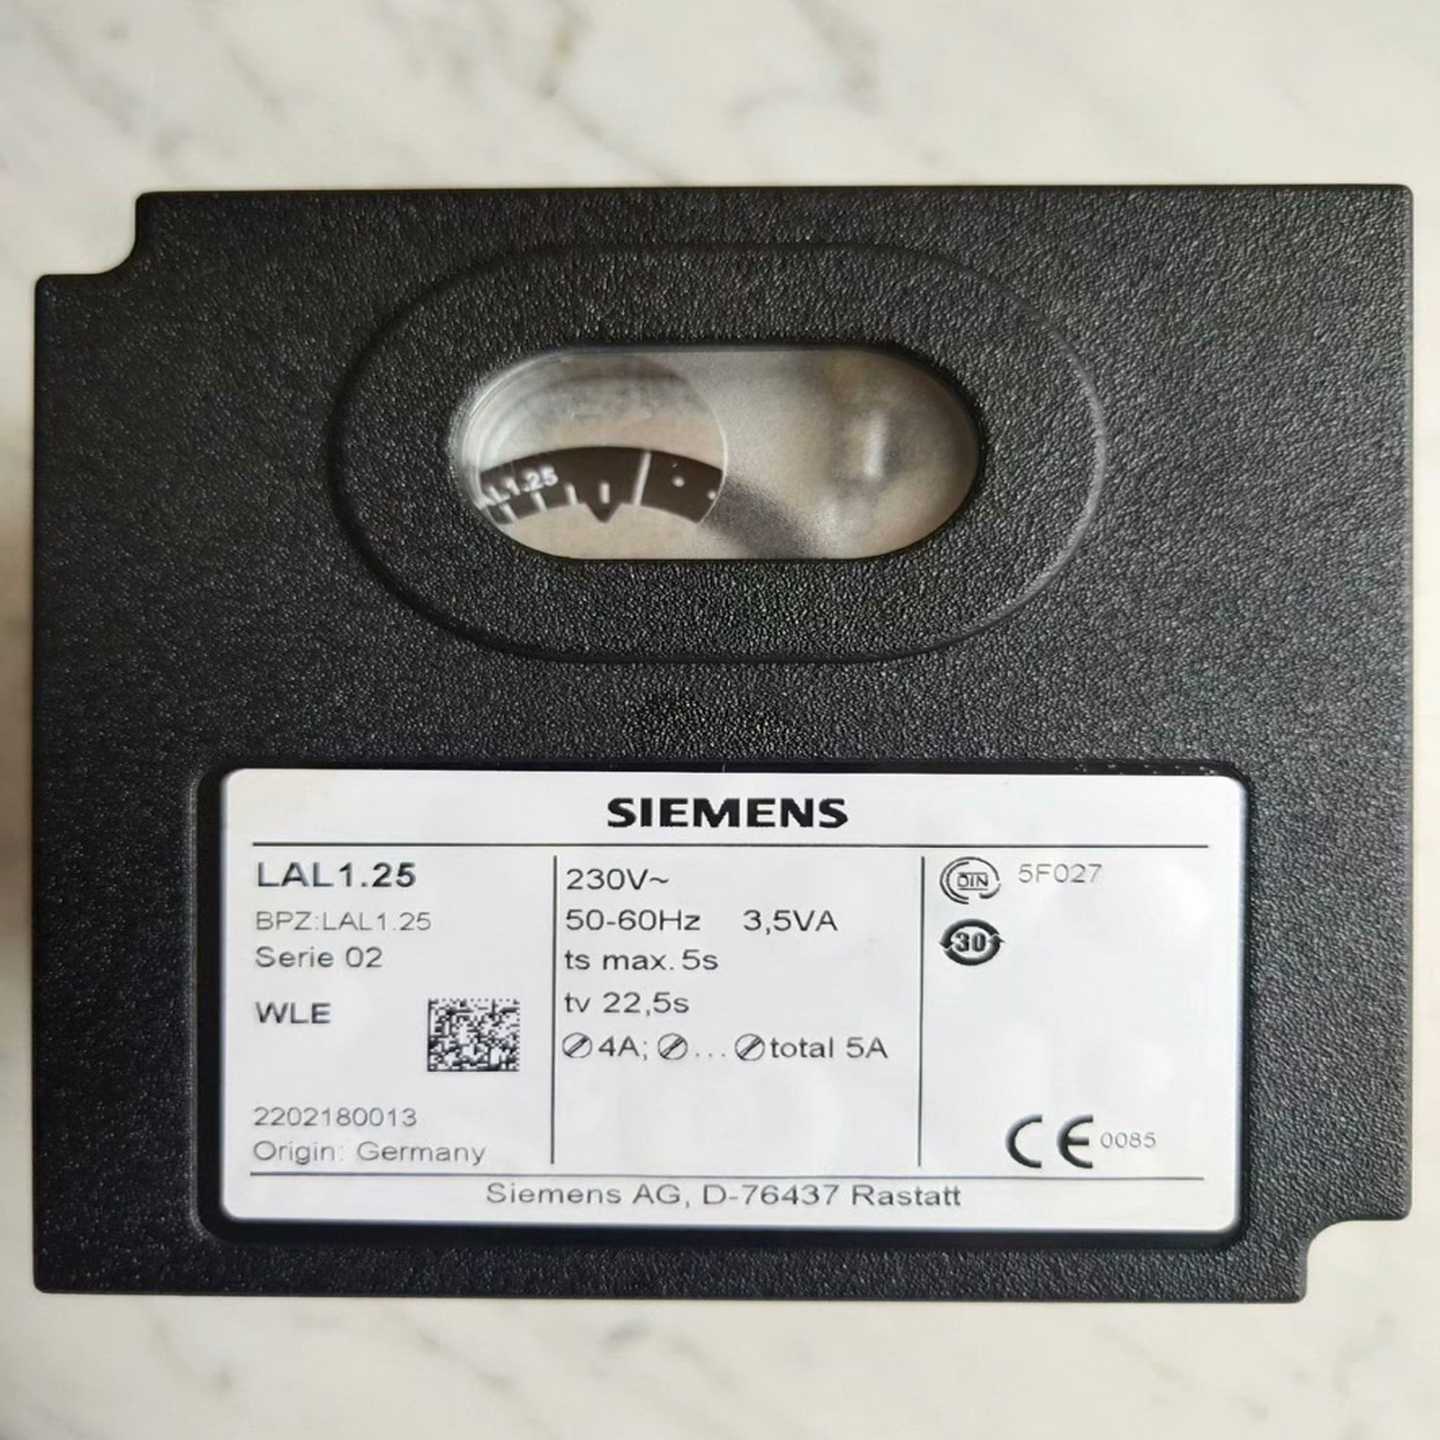 AL1.25
SIEMENS
LAL1.25
BPZ:LAL1.25
Serie 02
WLE
2202180013
Origin: Germany
230V~
50-60Hz 3,5VA
ts max. 5s
tv 22,5s
4A; ... total 5A
DIN 5F027
30
CE 0085
Siemens AG, D-76437 Rastatt